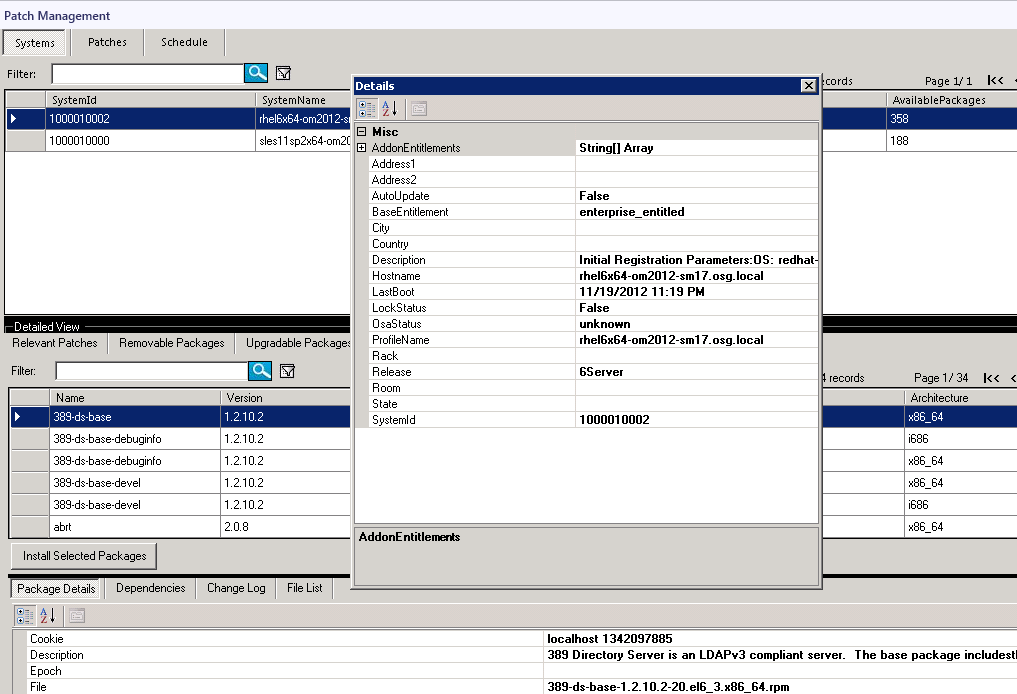 Patch Management
Systems Patches Schedule
Filter:
Page 1/ 1
SystemId SystemName AvailablePackages
1000010002 358
1000010000 188
Details
Misc
AddonEntitlements String[] Array
Address1
Address2
AutoUpdate False
BaseEntitlement enterprise_entitled
City
Country
Description Initial Registration Parameters:OS: redhat-
Hostname rhel6x64-om2012-sm17.osg.local
LastBoot 11/19/2012 11:19 PM
LockStatus False
OsaStatus unknown
ProfileName rhel6x64-om2012-sm17.osg.local
Rack
Release 6Server
Room
State
SystemId 1000010002
AddonEntitlements
Detailed View
Relevant Patches Removable Packages Upgradable Packages
Filter:
4 records Page 1/ 34
Name Version Architecture
389-ds-base 1.2.10.2 x86_64
389-ds-base-debuginfo 1.2.10.2 i686
389-ds-base-debuginfo 1.2.10.2 x86_64
389-ds-base-devel 1.2.10.2 x86_64
389-ds-base-devel 1.2.10.2 i686
abrt 2.0.8 x86_64
Install Selected Packages
Package Details Dependencies Change Log File List
Cookie localhost 1342097885
Description 389 Directory Server is an LDAPv3 compliant server. The base package includes
Epoch
File 389-ds-base-1.2.10.2-20.el6_3.x86_64.rpm